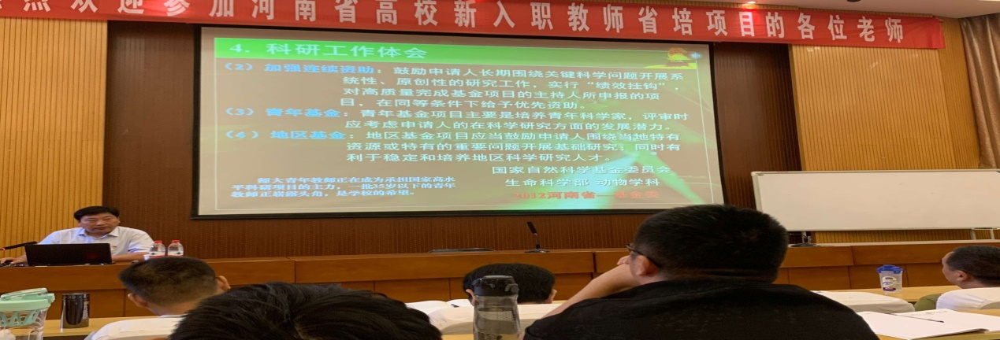 欢迎参加河南省高校新入职教师省培项目的各位老师
4. 科研工作体会
（2）加强连续资助：鼓励申请人长期围绕关键科学问题开展系
统性、原创性的研究工作，实行“绩效挂钩”，
对高质量完成基金项目的主持人所申报的项
目，在同等条件下给予优先资助。
（3）青年基金：青年基金项目主要是培养青年科学家，评审时
应考虑申请人的在科学研究方面的发展潜力。
（4）地区基金：地区基金项目应当鼓励申请人围绕当地特有
资源或特有的重要问题开展基础研究；同时有
利于稳定和培养地区科学研究人才。
国家自然科学基金委员会
生命科学部 动物学科
2012河南省—基金委
师大青年教师正在成为承担国家高水
平科研项目的主力，一批35岁以下的青年
教师正崭露头角，是学校的希望。